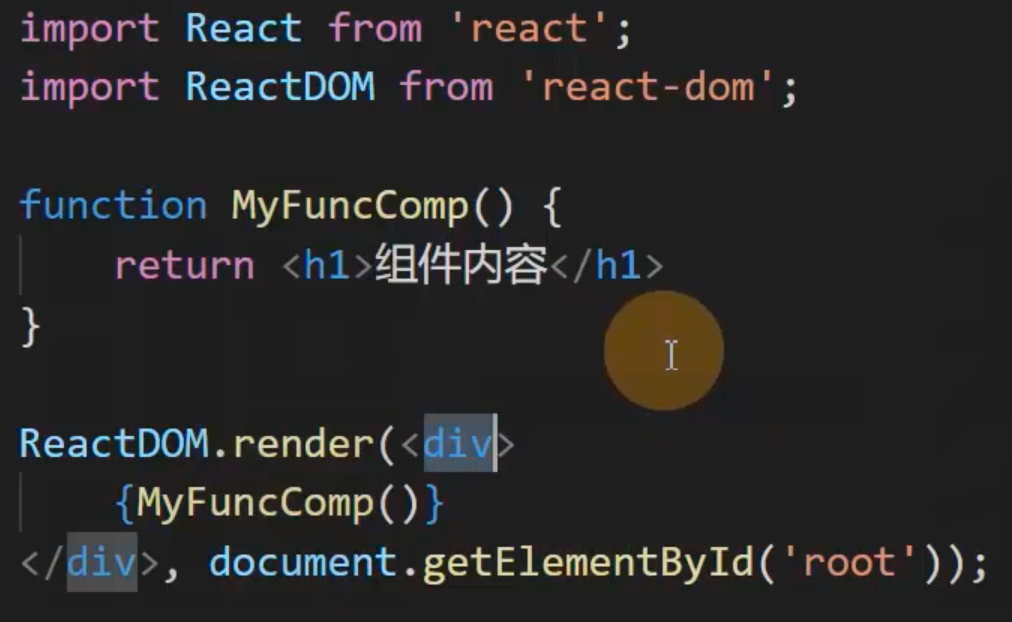 import React from 'react';
import ReactDOM from 'react-dom';
function MyFuncComp() {
return <h1>组件内容</h1>
}
ReactDOM.render(<div>
{MyFuncComp()}
</div>, document.getElementById('root'));